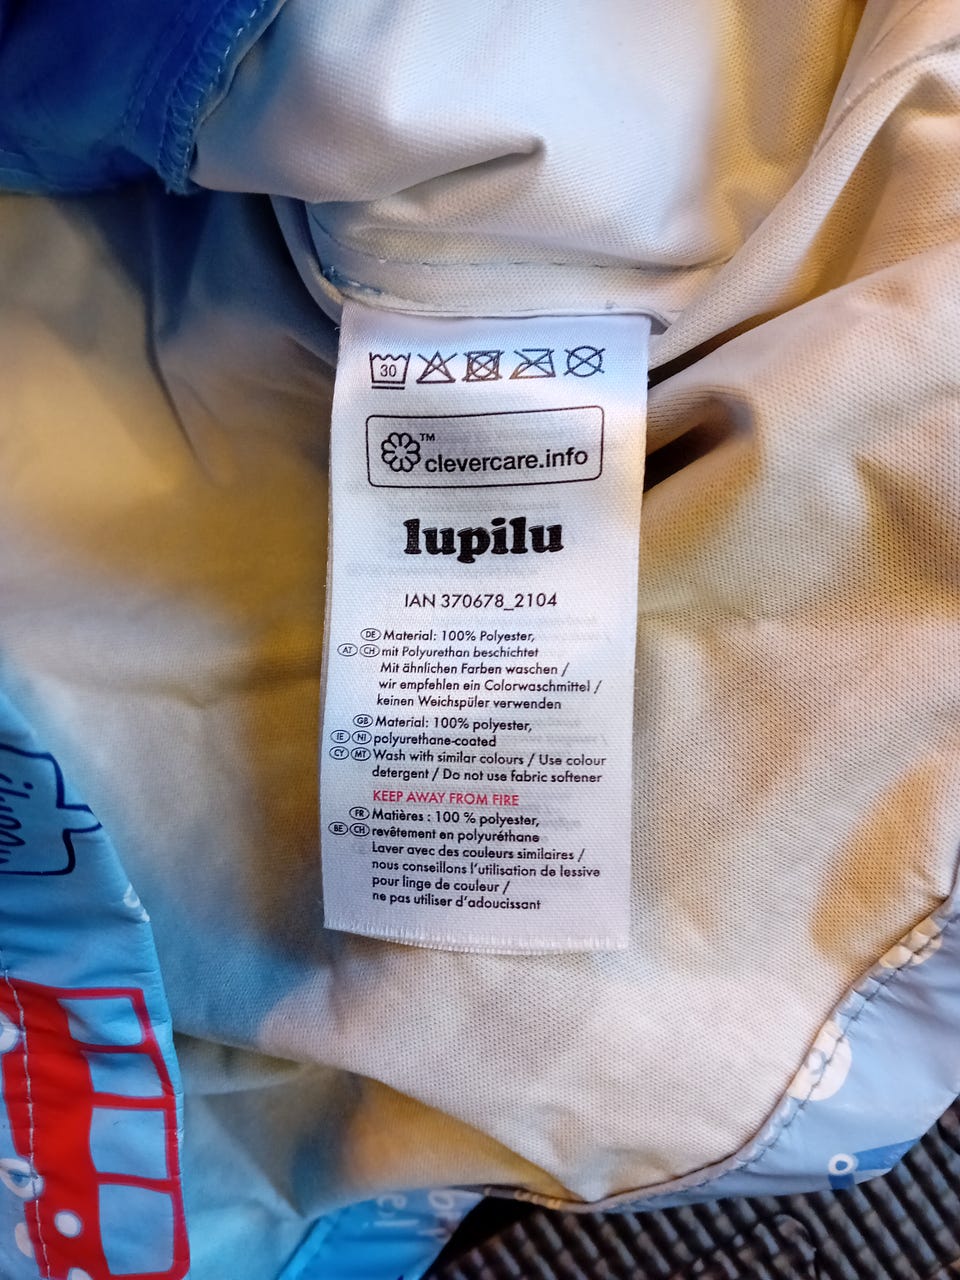 30
TM
clevercare.info
lupilu
IAN 370678_2104
DE Material: 100% Polyester,
AT CH mit Polyurethan beschichtet
Mit ähnlichen Farben waschen /
wir empfehlen ein Colorwaschmittel /
keinen Weichspüler verwenden
GB Material: 100% polyester,
IE NI polyurethane-coated
CY MT Wash with similar colours / Use colour
detergent / Do not use fabric softener
KEEP AWAY FROM FIRE
FR Matières : 100 % polyester,
BE CH revêtement en polyuréthane
Laver avec des couleurs similaires /
nous conseillons l'utilisation de lessive
pour linge de couleur /
ne pas utiliser d'adoucissant